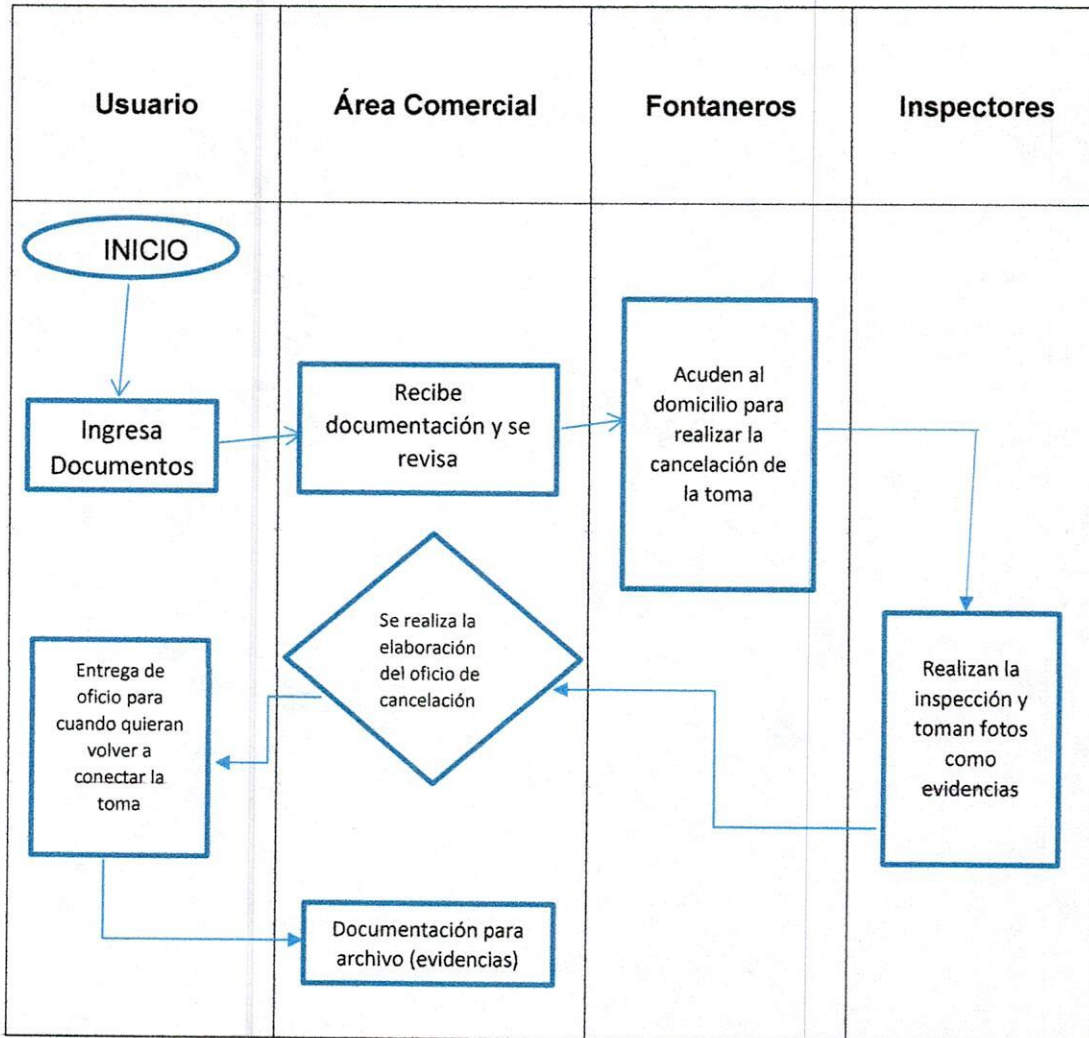 Usuario
Área Comercial
Fontaneros
Inspectores
INICIO
Ingresa
Documentos
Recibe
documentación y se
revisa
Acuden al
domicilio para
realizar la
cancelación de
la toma
Realizan la
inspección y
toman fotos
como
evidencias
Se realiza la
elaboración
del oficio de
cancelación
Entrega de
oficio para
cuando quieran
volver a
conectar la
toma
Documentación para
archivo (evidencias)